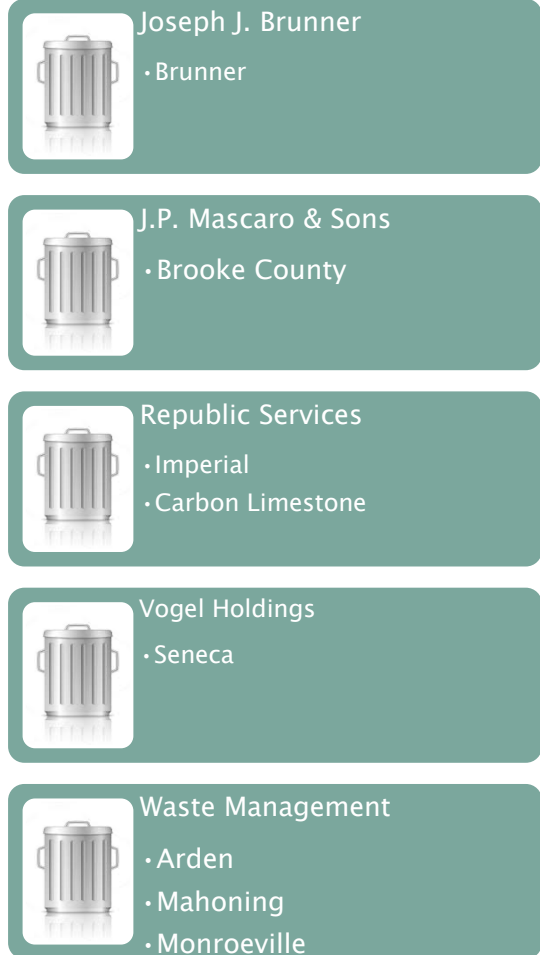 Joseph J. Brunner
•Brunner
J.P. Mascaro & Sons
•Brooke County
Republic Services
•Imperial
•Carbon Limestone
Vogel Holdings
•Seneca
Waste Management
•Arden
•Mahoning
•Monroeville